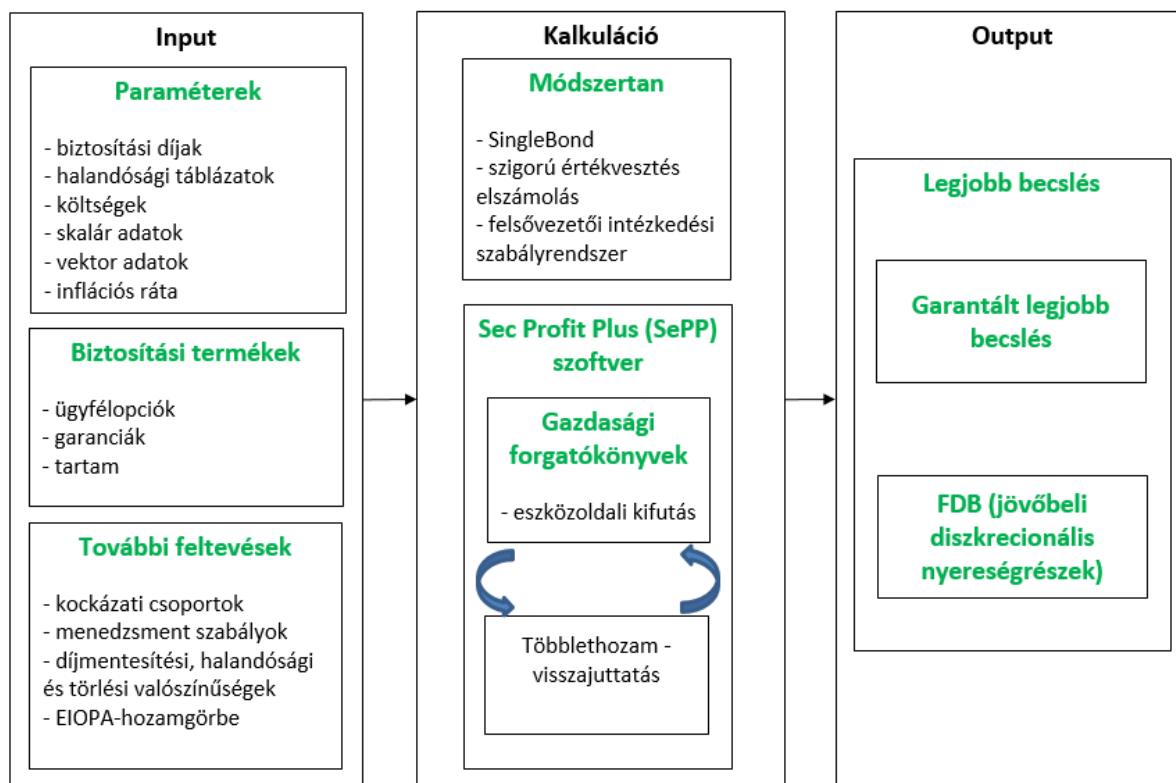 Input
Paraméterek
- biztosítási díjak
- halandósági táblázatok
- költségek
- skalár adatok
- vektor adatok
- inflációs ráta
Biztosítási termékek
- ügyfélopciók
- garanciák
- tartam
További feltevések
- kockázati csoportok
- menedzsment szabályok
- díjmentesítési, halandósági
és törlési valószínűségek
- EIOPA-hozamgörbe
Kalkuláció
Módszertan
- SingleBond
- szigorú értékvesztés
elszámolás
- felsővezetői intézkedési
szabályrendszer
Sec Profit Plus (SePP)
szoftver
Gazdasági
forgatókönyvek
- eszközoldali kifutás
Többlethozam -
visszajuttatás
Output
Legjobb becslés
Garantált legjobb
becslés
FDB (jövőbeli
diszkrecionális
nyereségrészek)